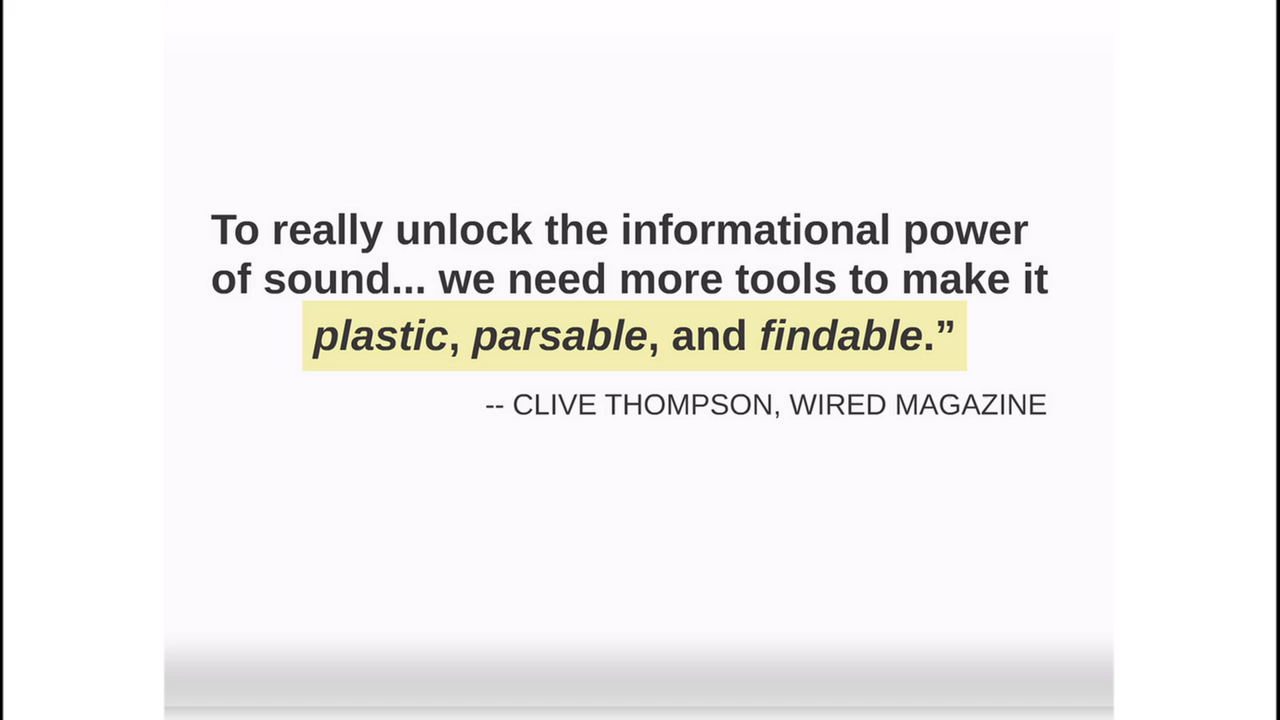 To really unlock the informational power
of sound... we need more tools to make it
plastic, parsable, and findable.”
-- CLIVE THOMPSON, WIRED MAGAZINE